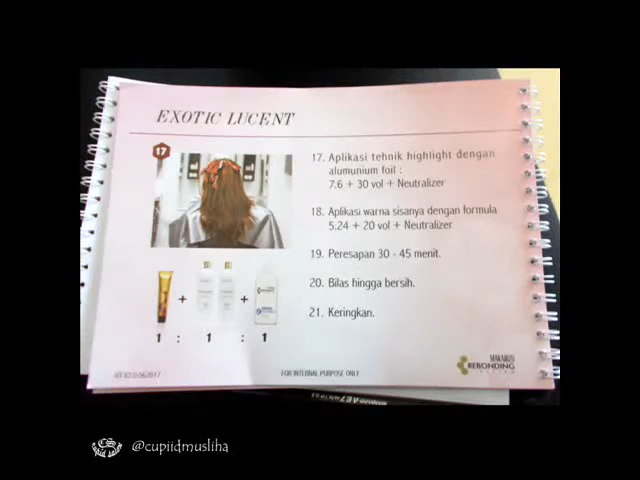 EXOTIC LUCENT
17
17. Aplikasi tehnik highlight dengan
alumunium foil :
7.6 + 30 vol + Neutralizer
18. Aplikasi warna sisanya dengan formula
5.24 + 20 vol + Neutralizer
19. Peresapan 30 - 45 menit.
20. Bilas hingga bersih.
21. Keringkan.
+ +
1 : 1 : 1
FOR INTERNAL PURPOSE ONLY
MAKARIZO
REBONDING
SYSTEM
@cupiidmusliha